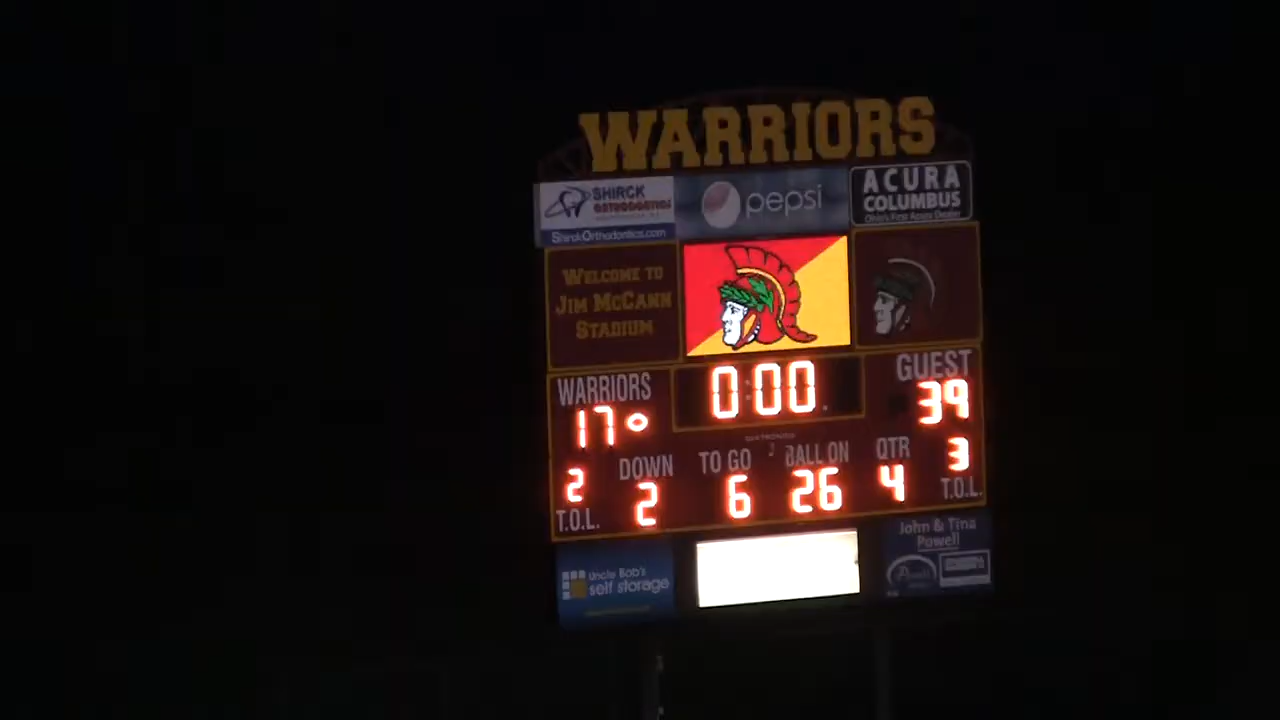 WARRIORS
SHIRCK
ORTHODONTICS
ShirckOrthodontics.com
pepsi
ACURA
COLUMBUS
Ohio's First Acura Dealer
WELCOME TO
JIM MCCANN
STADIUM
WARRIORS
17
0:00
GUEST
39
DOWN
2
TO GO
6
BALL ON
26
QTR
4
2
T.O.L.
3
T.O.L.
Uncle Bob's
self storage
John & Tina
Powell